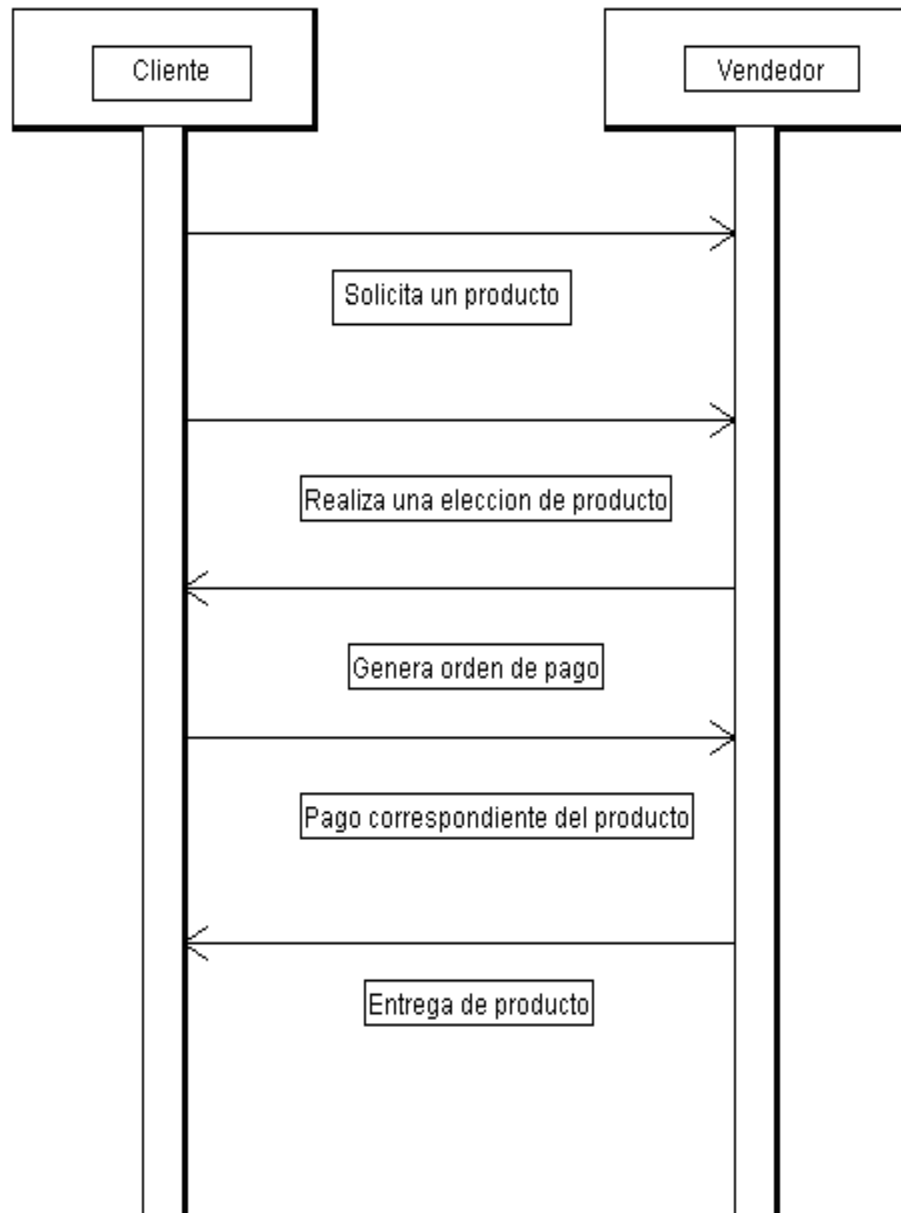 Cliente
Vendedor
Solicita un producto
Realiza una eleccion de producto
Genera orden de pago
Pago correspondiente del producto
Entrega de producto